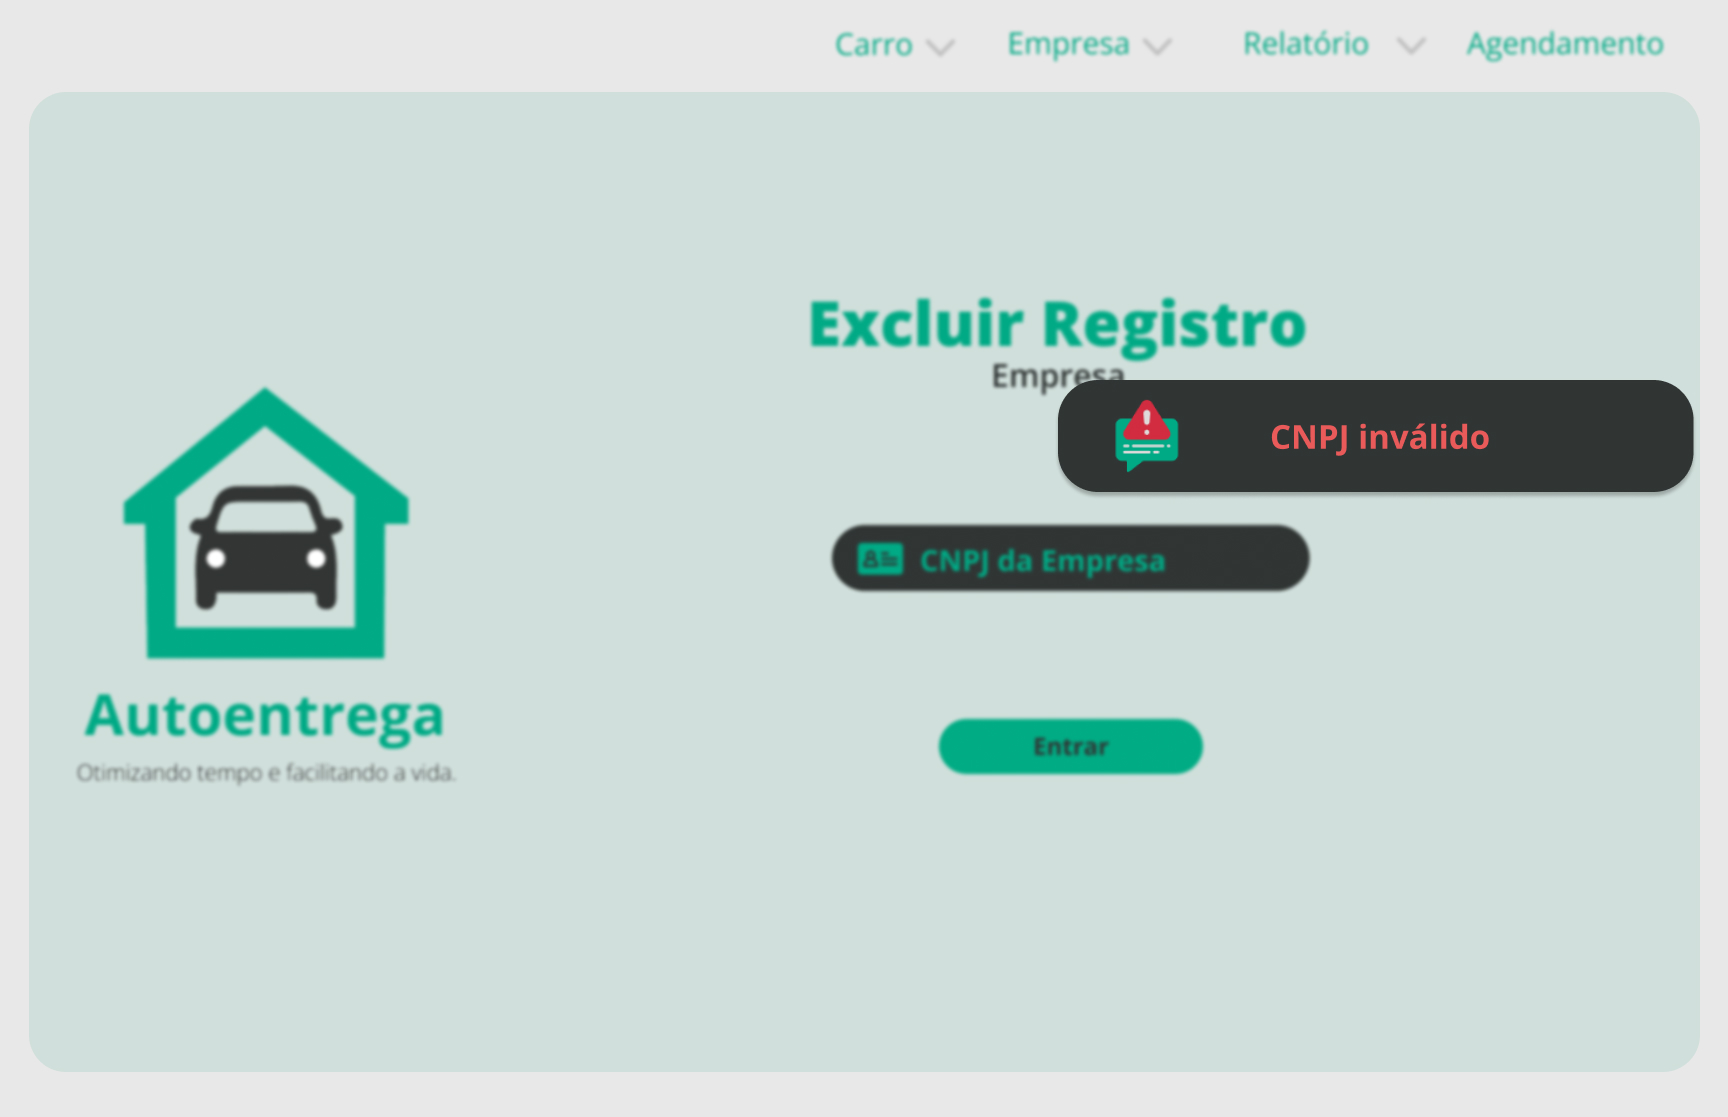 Carro Empresa Relatório Agendamento
Excluir Registro
Empresa
CNPJ inválido
CNPJ da Empresa
Entrar
Autoentrega
Otimizando tempo e facilitando a vida.